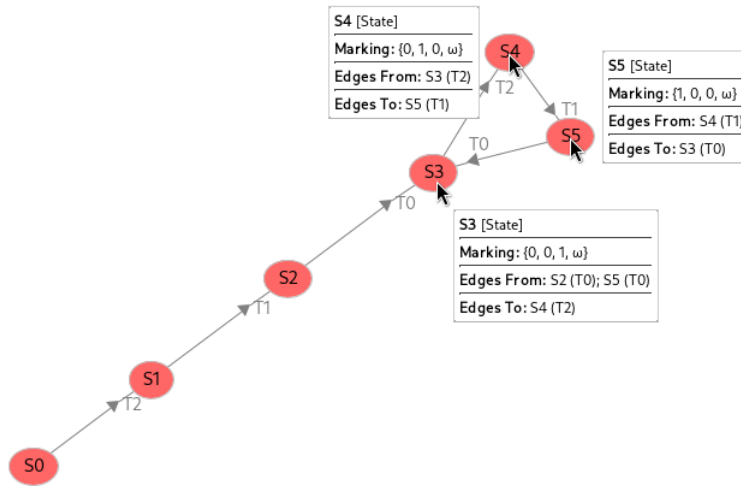 S4 [State]
Marking: {0, 1, 0, ω}
Edges From: S3 (T2)
Edges To: S5 (T1)
S4
T2
T1
S5 [State]
Marking: {1, 0, 0, ω}
Edges From: S4 (T1)
Edges To: S3 (T0)
S5
T0
S3
T0
S3 [State]
Marking: {0, 0, 1, ω}
Edges From: S2 (T0); S5 (T0)
Edges To: S4 (T2)
S2
T1
S1
T2
S0